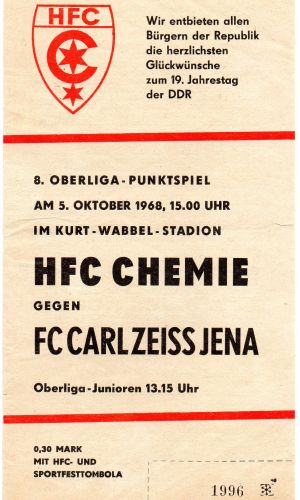 HFC
Wir entbieten allen
Bürgern der Republik
die herzlichsten
Glückwünsche
zum 19. Jahrestag
der DDR
8. OBERLIGA-PUNKTSPIEL
AM 5. OKTOBER 1968, 15.00 UHR
IM KURT-WABBEL-STADION
HFC CHEMIE
GEGEN
FC CARL ZEISS JENA
Oberliga-Junioren 13.15 Uhr
0,30 MARK
MIT HFC- UND
SPORTFESTTOMBOLA
1996